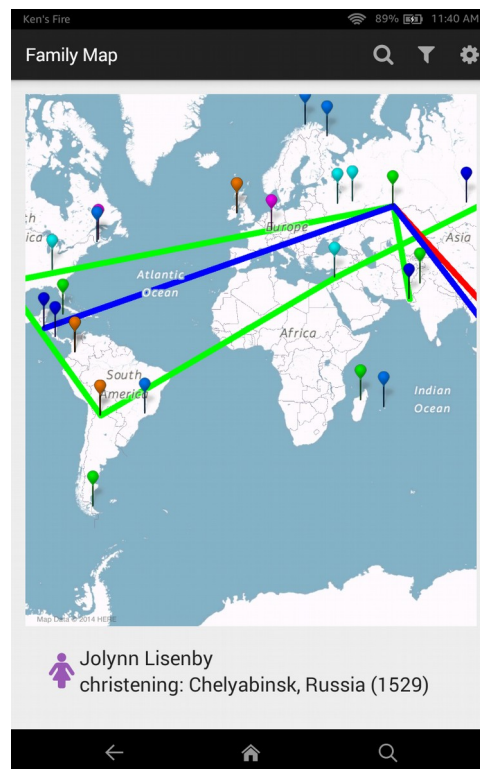 Ken's Fire 89% 11:40 AM
Family Map
Europe
Asia
Atlantic
Ocean
Africa
South
America
Indian
Ocean
Map Data © 2014 HERE
Jolynn Lisenby
christening: Chelyabinsk, Russia (1529)